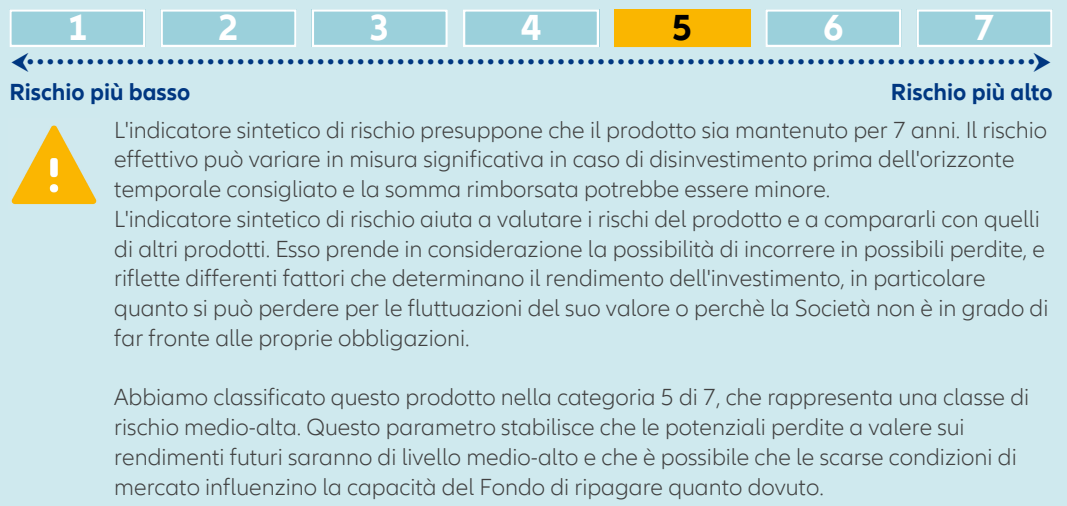 1 2 3 4 5 6 7
Rischio più basso Rischio più alto
L'indicatore sintetico di rischio presuppone che il prodotto sia mantenuto per 7 anni. Il rischio
effettivo può variare in misura significativa in caso di disinvestimento prima dell'orizzonte
temporale consigliato e la somma rimborsata potrebbe essere minore.
L'indicatore sintetico di rischio aiuta a valutare i rischi del prodotto e a compararli con quelli
di altri prodotti. Esso prende in considerazione la possibilità di incorrere in possibili perdite, e
riflette differenti fattori che determinano il rendimento dell'investimento, in particolare
quanto si può perdere per le fluttuazioni del suo valore o perchè la Società non è in grado di
far fronte alle proprie obbligazioni.
Abbiamo classificato questo prodotto nella categoria 5 di 7, che rappresenta una classe di
rischio medio-alta. Questo parametro stabilisce che le potenziali perdite a valere sui
rendimenti futuri saranno di livello medio-alto e che è possibile che le scarse condizioni di
mercato influenzino la capacità del Fondo di ripagare quanto dovuto.